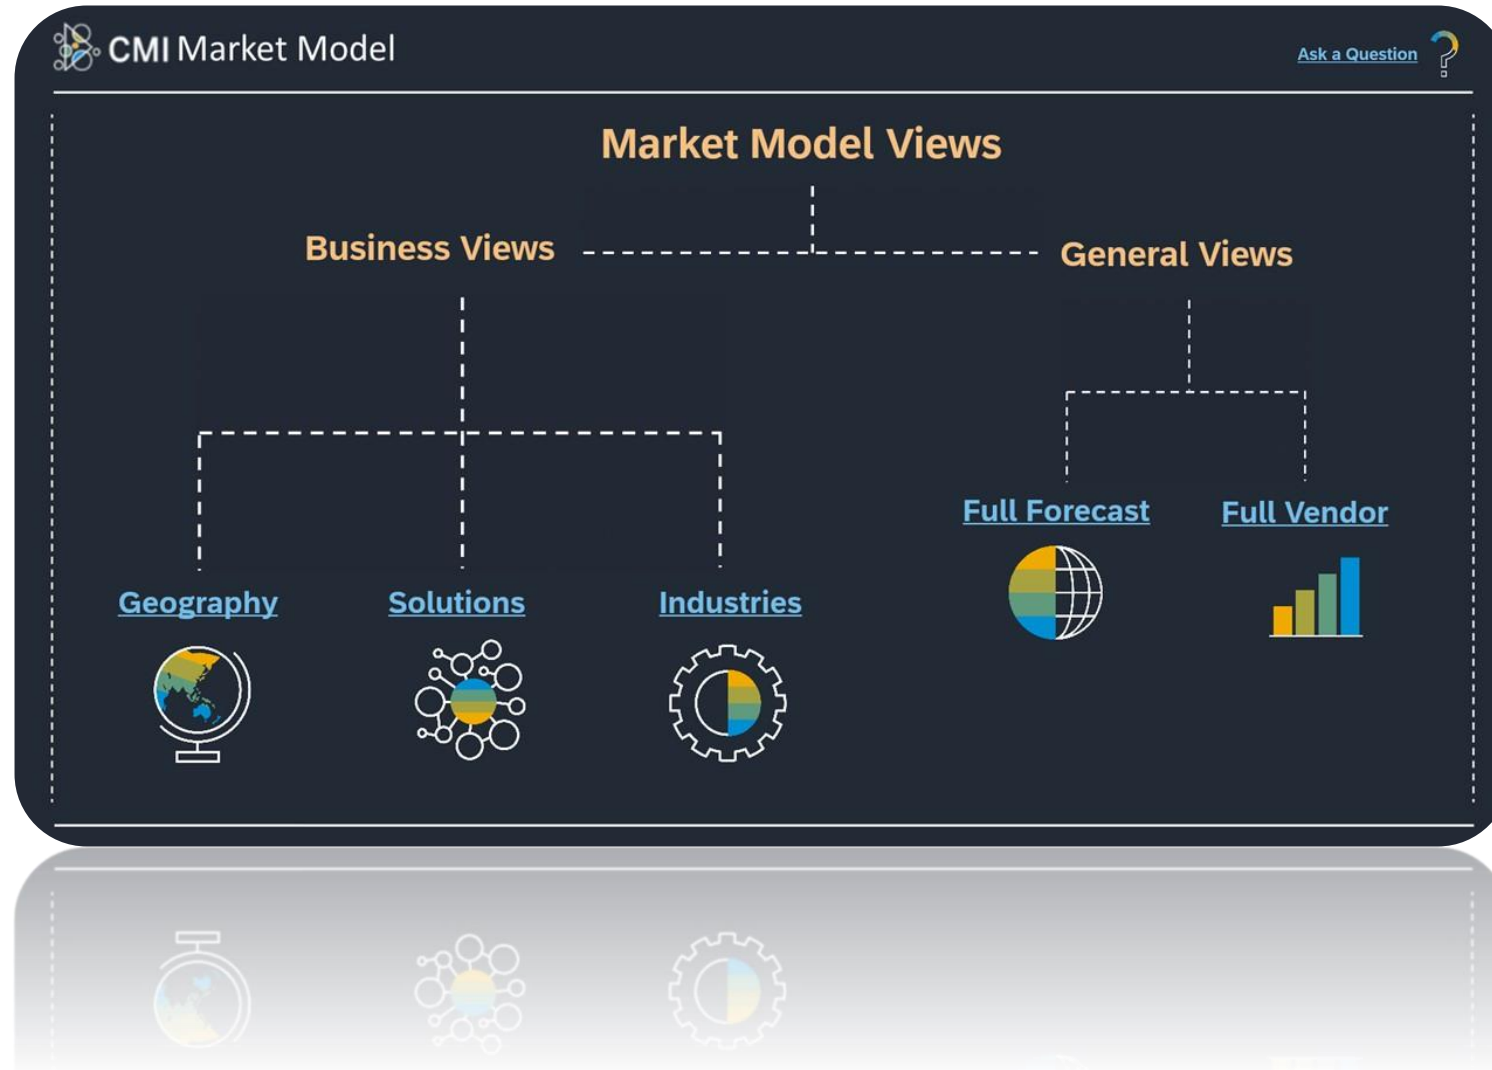 CMI Market Model
Ask a Question
Market Model Views
Business Views
General Views
Full Forecast
Full Vendor
Geography
Solutions
Industries